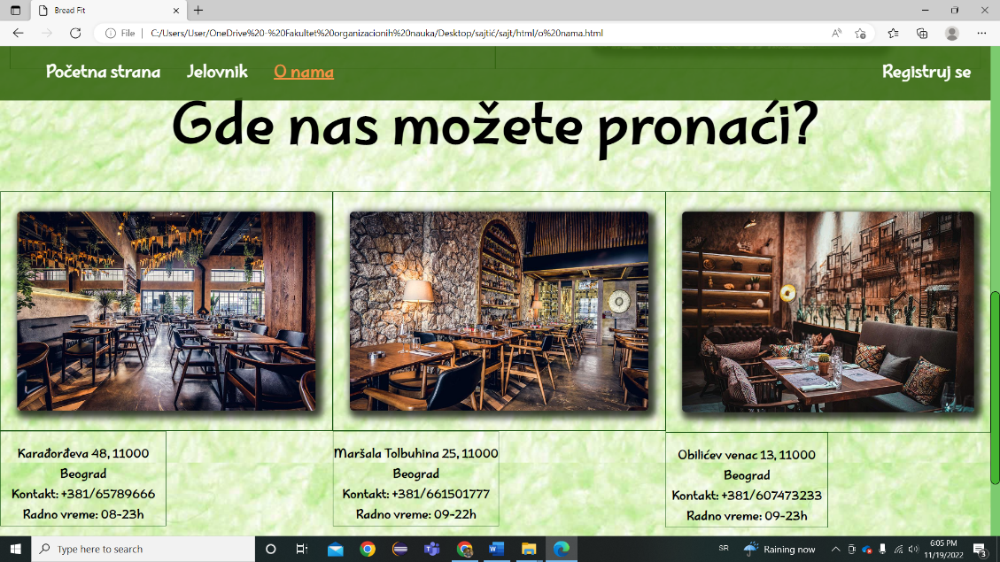 Bread Fit
File
C:/Users/User/OneDrive%20-%20Fakultet%20organizacionih%20nauka/Desktop/sajtić/sajt/html/o%20nama.html
Početna strana Jelovnik O nama Registruj se
Gde nas možete pronaći?
Karađorđeva 48, 11000
Beograd
Kontakt: +381/65789666
Radno vreme: 08-23h
Maršala Tolbuhina 25, 11000
Beograd
Kontakt: +381/661501777
Radno vreme: 09-22h
Obilićev venac 13, 11000
Beograd
Kontakt: +381/607473233
Radno vreme: 09-23h
Type here to search
SR
Raining now
6:05 PM
11/19/2022
3